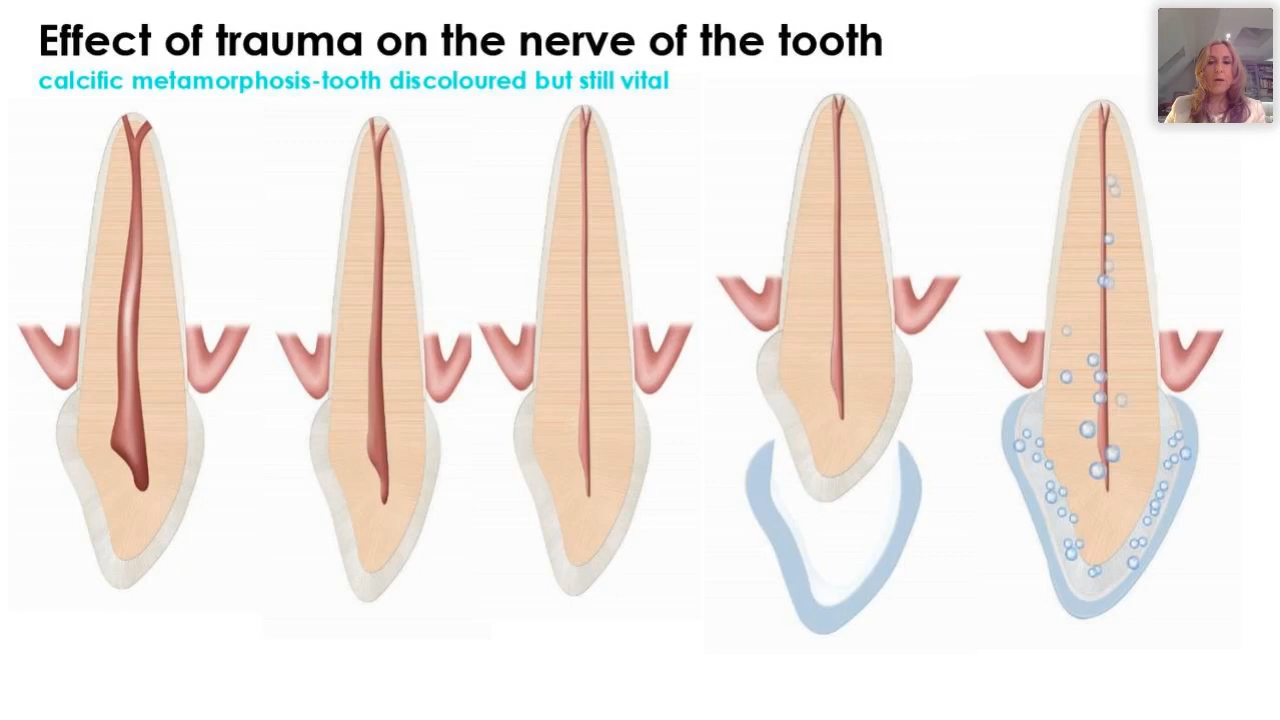 Effect of trauma on the nerve of the tooth
calcific metamorphosis-tooth discoloured but still vital